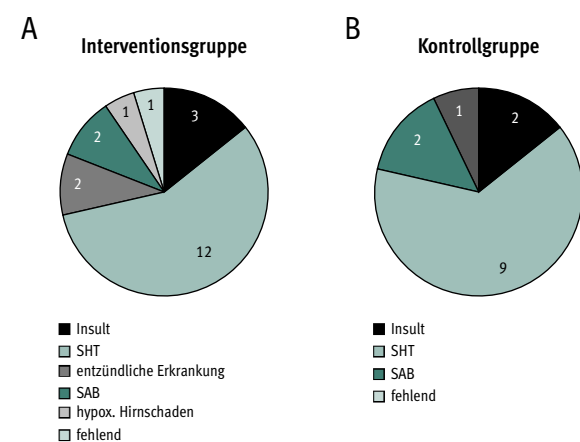 A
Interventionsgruppe
3
12
2
2
1
1
Insult
SHT
entzündliche Erkrankung
SAB
hypox. Hirnschaden
fehlend
B
Kontrollgruppe
2
9
2
1
Insult
SHT
SAB
fehlend